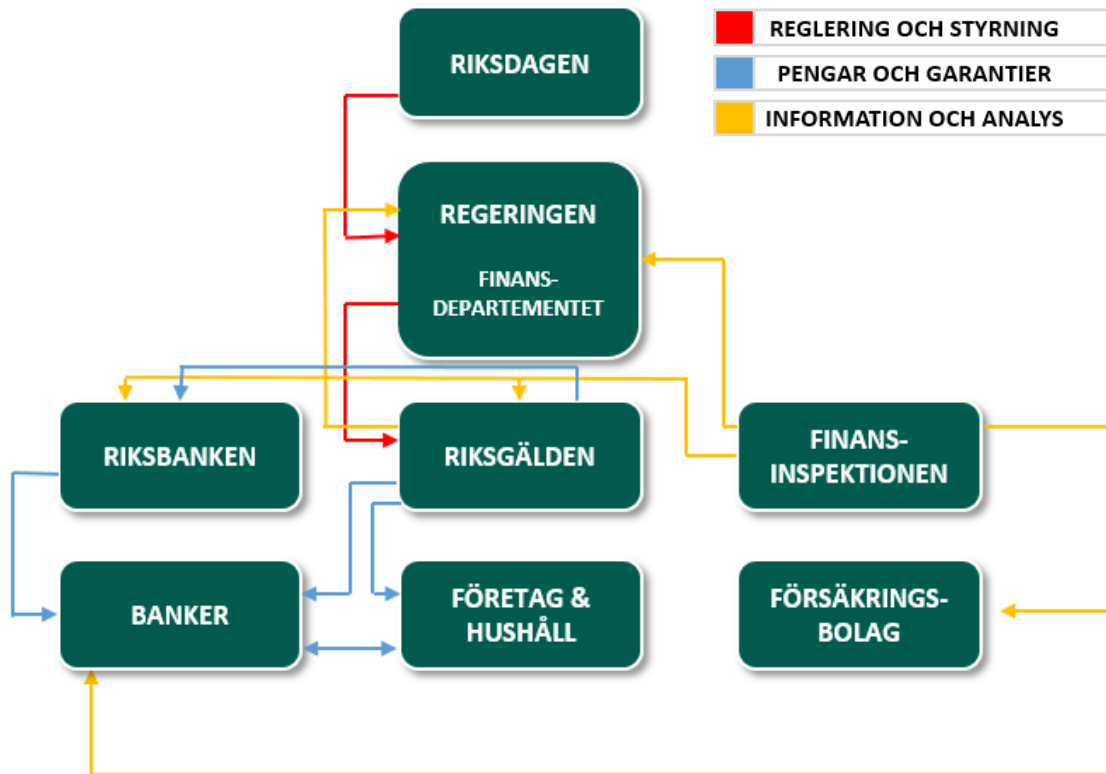 RIKSDAGEN
REGLERING OCH STYRNING
PENGAR OCH GARANTIER
INFORMATION OCH ANALYS
REGERINGEN
FINANS-
DEPARTEMENTET
RIKSBANKEN
RIKSGÄLDEN
FINANS-
INSPEKTIONEN
BANKER
FÖRETAG &
HUSHÅLL
FÖRSÄKRINGS-
BOLAG